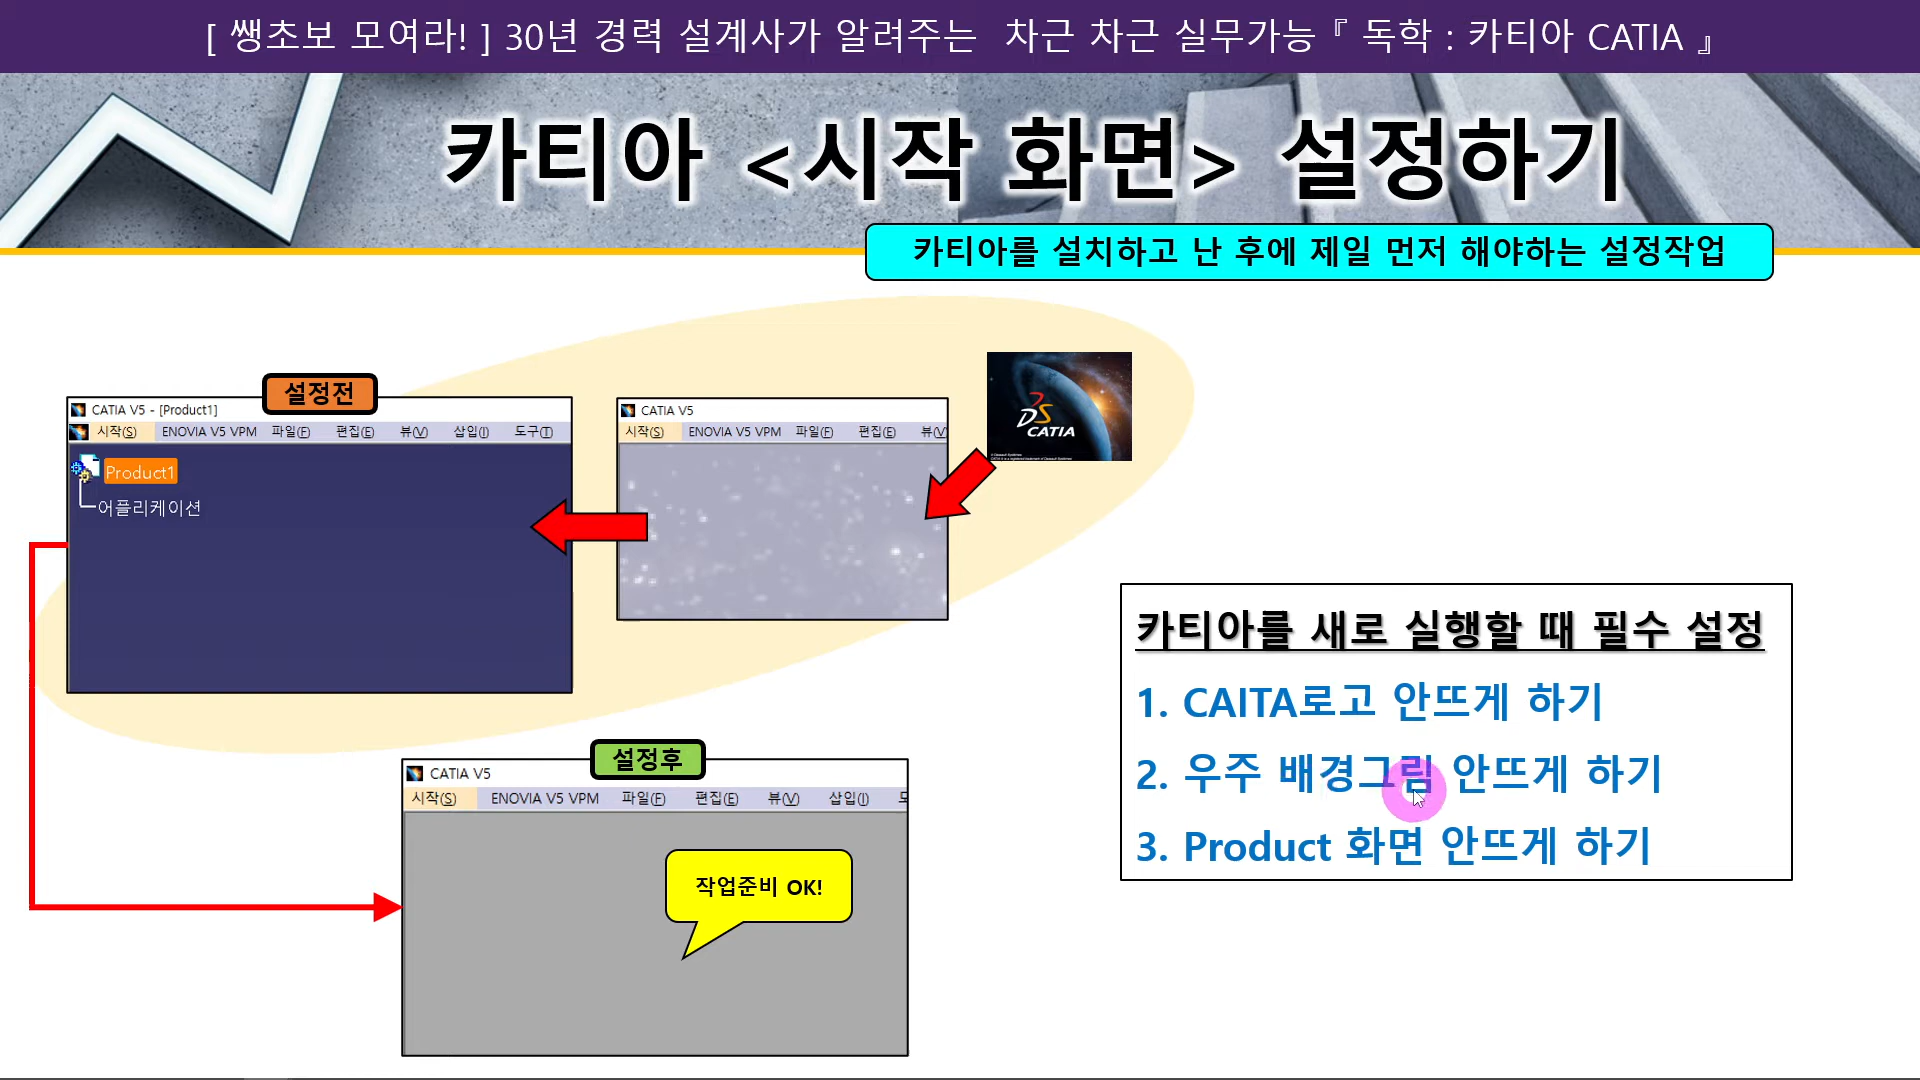 [ 쌩초보 모여라! ] 30년 경력 설계사가 알려주는 차근 차근 실무가능『 독학 : 카티아 CATIA 』
카티아 <시작 화면> 설정하기
카티아를 설치하고 난 후에 제일 먼저 해야하는 설정작업
설정전
CATIA V5 - [Product1]
시작(S) ENOVIA V5 VPM 파일(F) 편집(E) 뷰(V) 삽입(I) 도구(T)
Product1
어플리케이션
CATIA V5
시작(S) ENOVIA V5 VPM 파일(F) 편집(E) 뷰(V)
DS
CATIA
카티아를 새로 실행할 때 필수 설정
1. CAITA로고 안뜨게 하기
2. 우주 배경그림 안뜨게 하기
3. Product 화면 안뜨게 하기
설정후
CATIA V5
시작(S) ENOVIA V5 VPM 파일(F) 편집(E) 뷰(V) 삽입(I)
작업준비 OK!